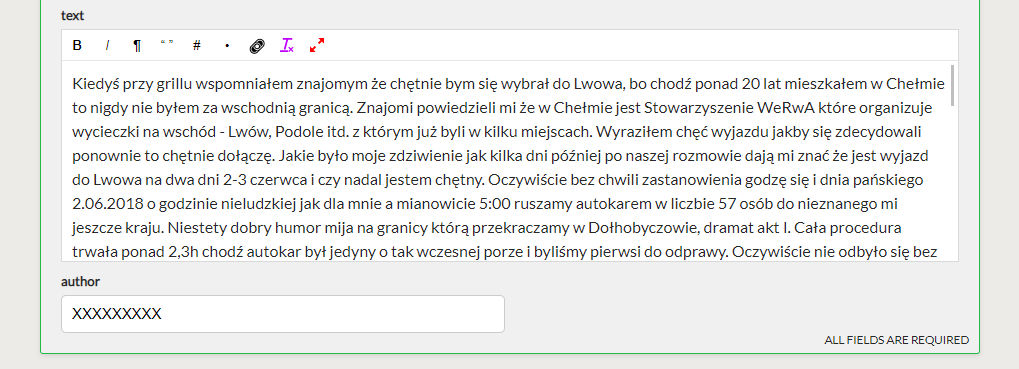 text
B I ¶ “ ” # • Ix
Kiedyś przy grillu wspomniałem znajomym że chętnie bym się wybrał do Lwowa, bo chodź ponad 20 lat mieszkałem w Chełmie
to nigdy nie byłem za wschodnią granicą. Znajomi powiedzieli mi że w Chełmie jest Stowarzyszenie WeRwA które organizuje
wycieczki na wschód - Lwów, Podole itd. z którym już byli w kilku miejscach. Wyraziłem chęć wyjazdu jakby się zdecydowali
ponownie to chętnie dołączę. Jakie było moje zdziwienie jak kilka dni później po naszej rozmowie dają mi znać że jest wyjazd
do Lwowa na dwa dni 2-3 czerwca i czy nadal jestem chętny. Oczywiście bez chwili zastanowienia godzę się i dnia pańskiego
2.06.2018 o godzinie nieludzkiej jak dla mnie a mianowicie 5:00 ruszamy autokarem w liczbie 57 osób do nieznanego mi
jeszcze kraju. Niestety dobry humor mija na granicy którą przekraczamy w Dołhobyczowie, dramat akt I. Cała procedura
trwała ponad 2,3h chodź autokar był jedyny o tak wczesnej porze i byliśmy pierwsi do odprawy. Oczywiście nie odbyło się bez
author
XXXXXXXXX
ALL FIELDS ARE REQUIRED